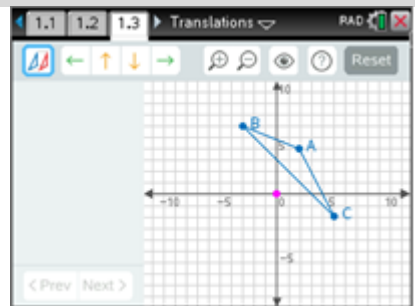 1.1 1.2 1.3 Translations RAD
Reset
10
B
5 A
-10 -5 0 5 10
C
-5
< Prev Next >